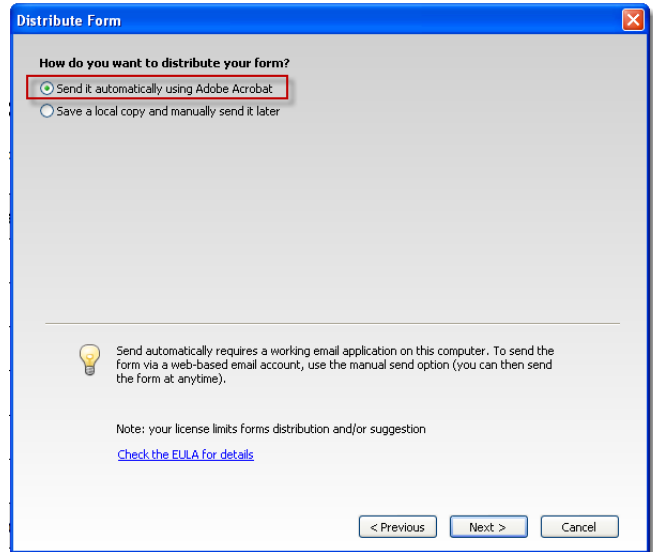 Distribute Form
How do you want to distribute your form?
Send it automatically using Adobe Acrobat
Save a local copy and manually send it later
Send automatically requires a working email application on this computer. To send the
form via a web-based email account, use the manual send option (you can then send
the form at anytime).
Note: your license limits forms distribution and/or suggestion
Check the EULA for details
< Previous Next > Cancel